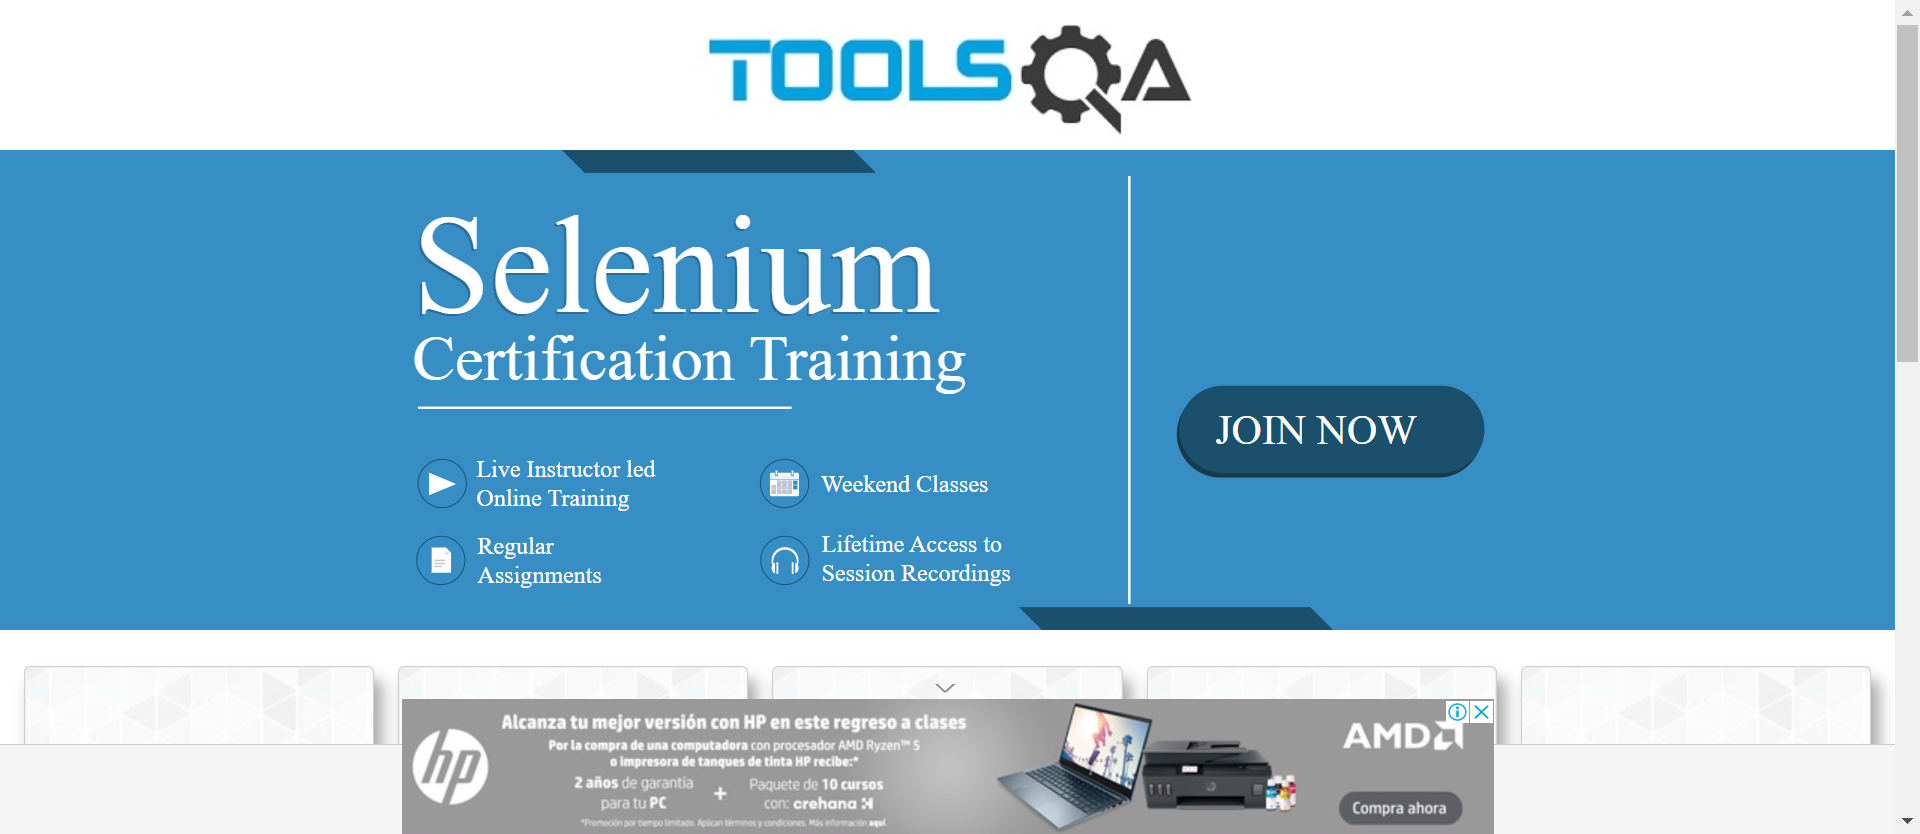 TOOLSQA
Selenium
Certification Training
Live Instructor led
Online Training
Weekend Classes
Regular
Assignments
Lifetime Access to
Session Recordings
JOIN NOW
hp
Alcanza tu mejor versión con HP en este regreso a clases
Por la compra de una computadora con procesador AMD Ryzen™ 5
o impresora de tanques de tinta HP recibe:*
2 años de garantía
para tu PC
+
Paquete de 10 cursos
con: crehana
*Promoción por tiempo limitado. Aplican términos y condiciones. Más información aquí.
AMD
Compra ahora